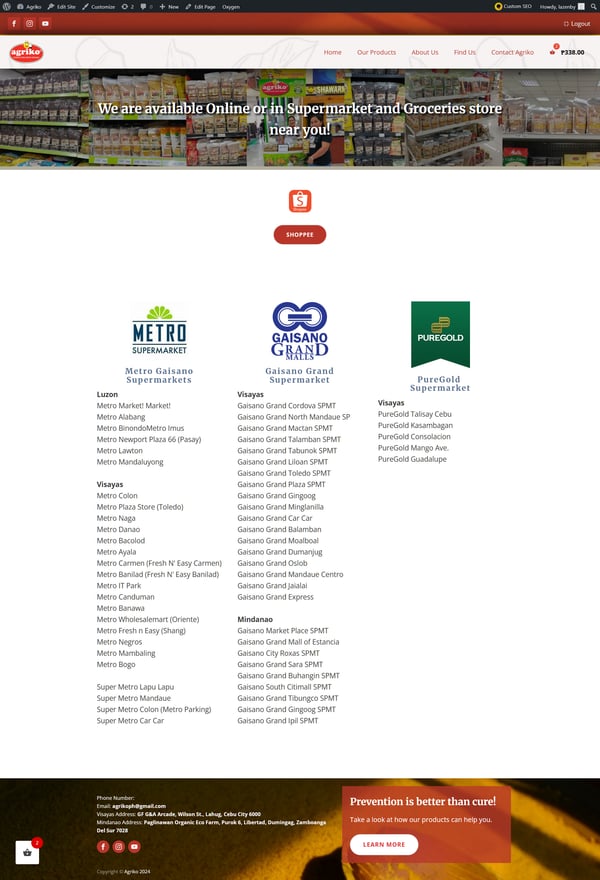 Agriko
Edit Site
Customize
2
0
New
Edit Page
Oxygen
Custom SEO
Howdy, lazenby
Logout
agriko
Home
Our Products
About Us
Find Us
Contact Agriko
2
₱338.00
SHAWARMA
agriko
We are available Online or in Supermarket and Groceries store
near you!
S
Shopee
SHOPPEE
METRO
SUPERMARKET
Metro Gaisano
Supermarkets
Luzon
Metro Market! Market!
Metro Alabang
Metro BinondoMetro Imus
Metro Newport Plaza 66 (Pasay)
Metro Lawton
Metro Mandaluyong
Visayas
Metro Colon
Metro Plaza Store (Toledo)
Metro Naga
Metro Danao
Metro Bacolod
Metro Ayala
Metro Carmen (Fresh N' Easy Carmen)
Metro Banilad (Fresh N' Easy Banilad)
Metro IT Park
Metro Canduman
Metro Banawa
Metro Wholesalemart (Oriente)
Metro Fresh n Easy (Shang)
Metro Negros
Metro Mambaling
Metro Bogo
Super Metro Lapu Lapu
Super Metro Mandaue
Super Metro Colon (Metro Parking)
Super Metro Car Car
GAISANO
GRAND
MALLS
Gaisano Grand
Supermarket
Visayas
Gaisano Grand Cordova SPMT
Gaisano Grand North Mandaue SP
Gaisano Grand Mactan SPMT
Gaisano Grand Talamban SPMT
Gaisano Grand Tabunok SPMT
Gaisano Grand Liloan SPMT
Gaisano Grand Toledo SPMT
Gaisano Grand Plaza SPMT
Gaisano Grand Gingoog
Gaisano Grand Minglanilla
Gaisano Grand Car Car
Gaisano Grand Balamban
Gaisano Grand Moalboal
Gaisano Grand Dumanjug
Gaisano Grand Oslob
Gaisano Grand Mandaue Centro
Gaisano Grand Jaialai
Gaisano Grand Express
Mindanao
Gaisano Market Place SPMT
Gaisano Grand Mall of Estancia
Gaisano City Roxas SPMT
Gaisano Grand Sara SPMT
Gaisano Grand Buhangin SPMT
Gaisano South Citimall SPMT
Gaisano Grand Tibungco SPMT
Gaisano Grand Gingoog SPMT
Gaisano Grand Ipil SPMT
PUREGOLD
PureGold
Supermarket
Visayas
PureGold Talisay Cebu
PureGold Kasambagan
PureGold Consolacion
PureGold Mango Ave.
PureGold Guadalupe
Phone Number:
Email: agrikoph@gmail.com
Visayas Address: GF G&A Arcade, Wilson St., Lahug, Cebu City 6000
Mindanao Address: Paglinawan Organic Eco Farm, Purok 6, Libertad, Dumingag, Zamboanga
Del Sur 7028
Copyright © Agriko 2024
Prevention is better than cure!
Take a look at how our products can help you.
LEARN MORE
2